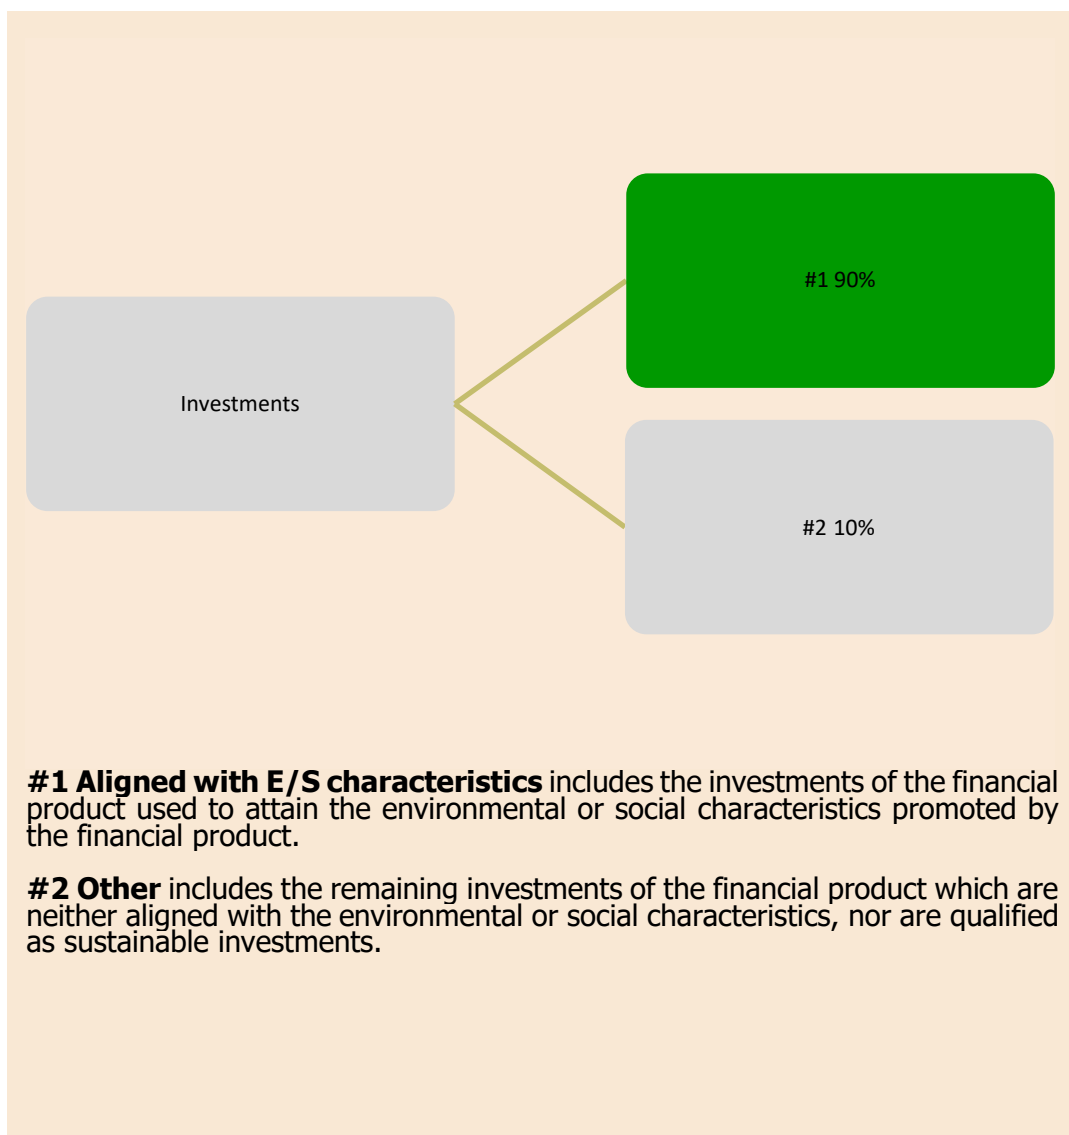 #1 90%
Investments
#2 10%
#1 Aligned with E/S characteristics includes the investments of the financial
product used to attain the environmental or social characteristics promoted by
the financial product.
#2 Other includes the remaining investments of the financial product which are
neither aligned with the environmental or social characteristics, nor are qualified
as sustainable investments.